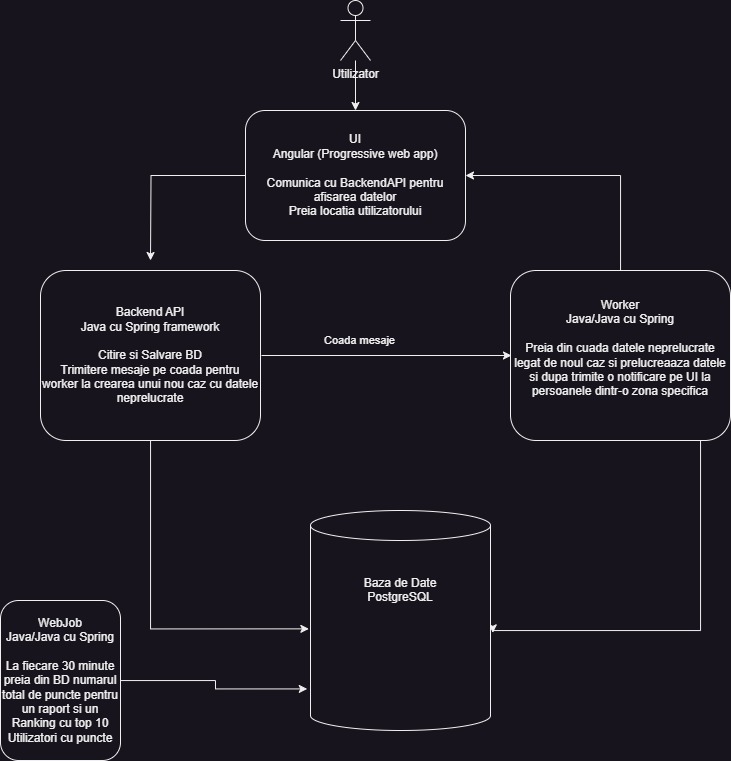 Utilizator
UI
Angular (Progressive web app)
Comunica cu BackendAPI pentru
afisarea datelor
Preia locatia utilizatorului
Backend API
Java cu Spring framework
Citire si Salvare BD
Trimitere mesaje pe coada pentru
worker la crearea unui nou caz cu datele
neprelucrate
Coada mesaje
Worker
Java/Java cu Spring
Preia din cuada datele neprelucrate
legat de noul caz si prelucreaaza datele
si dupa trimite o notificare pe UI la
persoanele dintr-o zona specifica
Baza de Date
PostgreSQL
WebJob
Java/Java cu Spring
La fiecare 30 minute
preia din BD numarul
total de puncte pentru
un raport si un
Ranking cu top 10
Utilizatori cu puncte